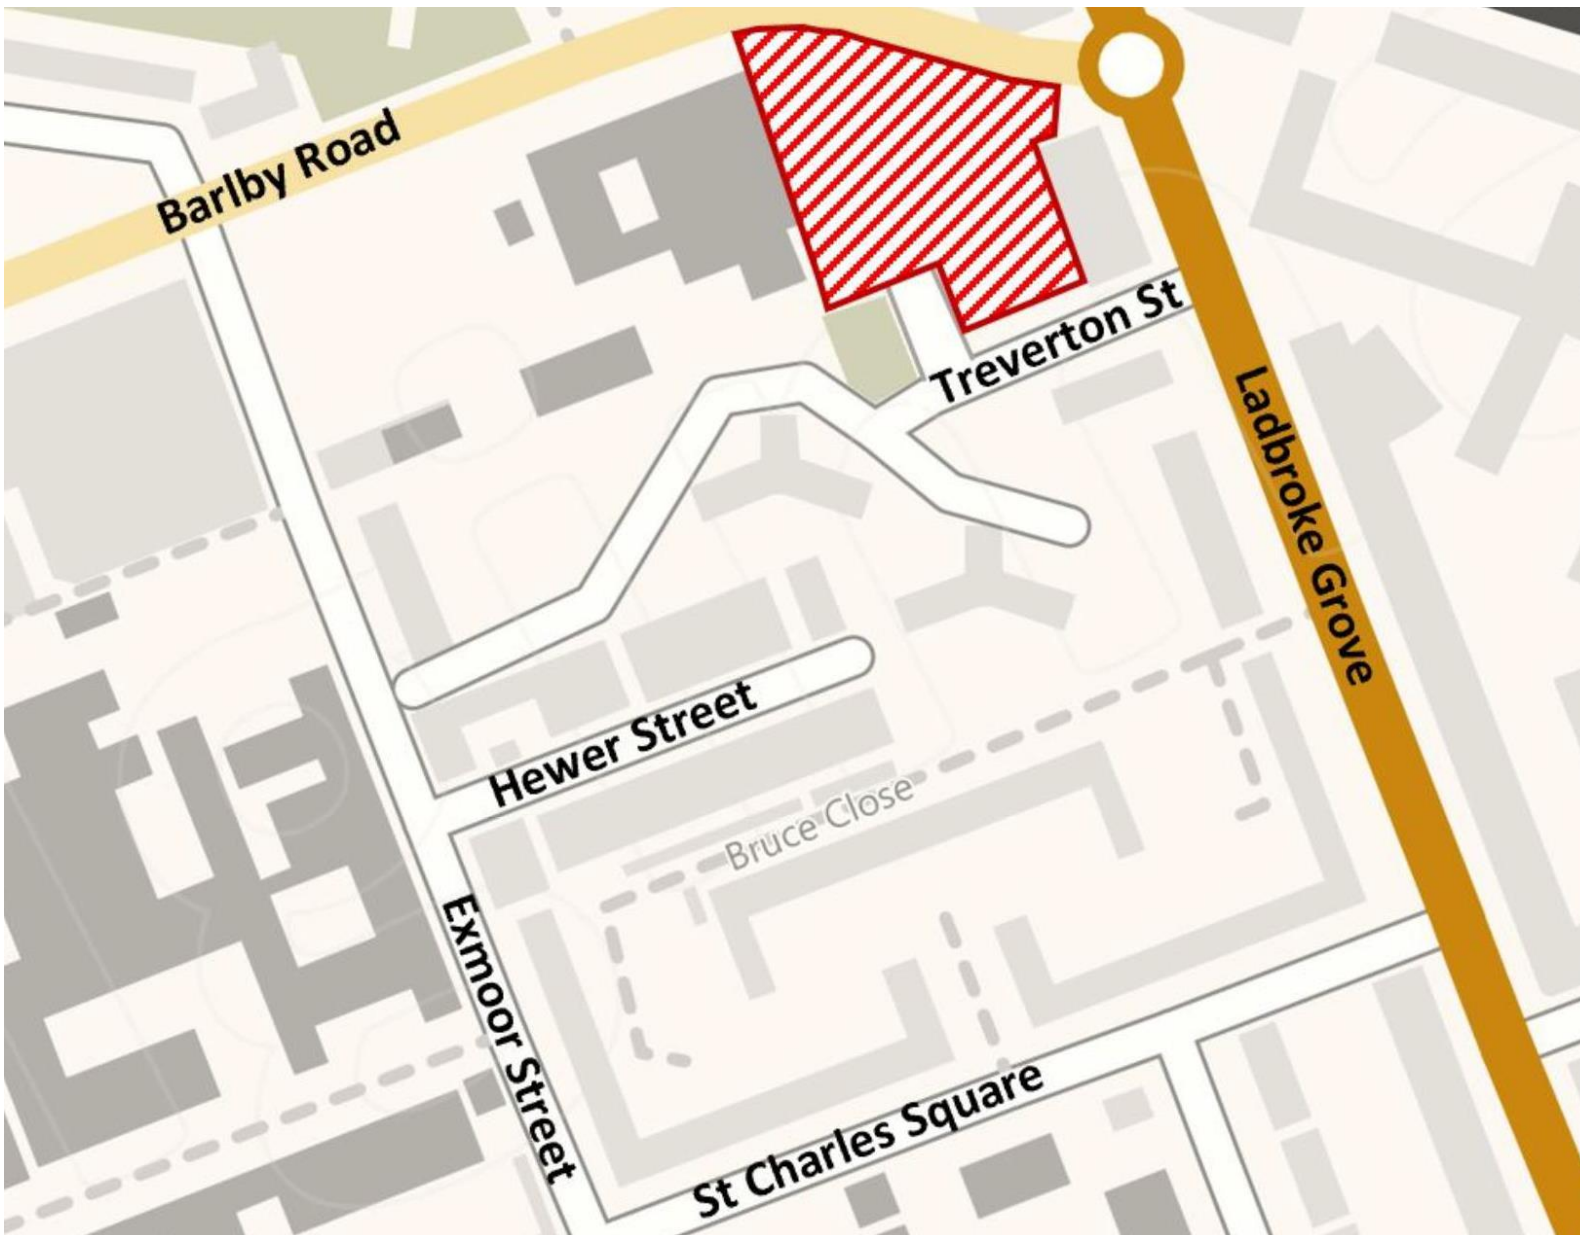 Barlby Road
Treverton St
Ladbroke Grove
Hewer Street
Bruce Close
Exmoor Street
St Charles Square